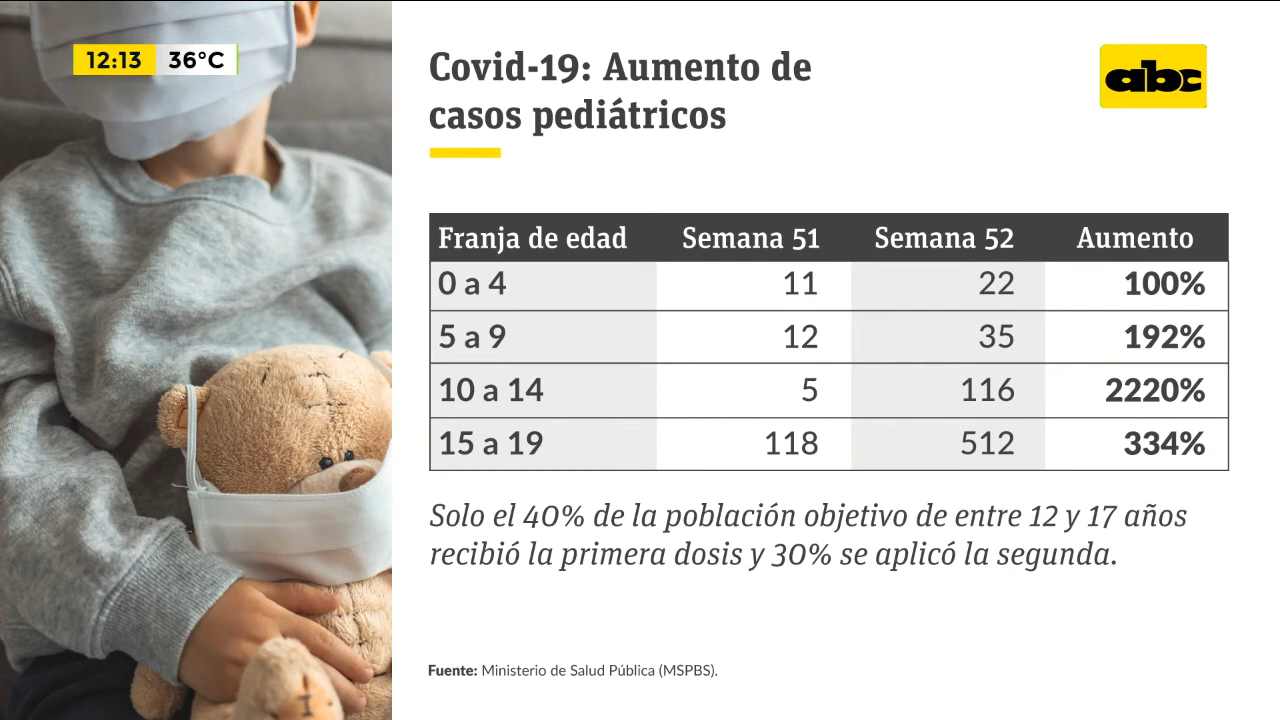 12:13 36°C
Covid-19: Aumento de
casos pediátricos
abc
Franja de edad Semana 51 Semana 52 Aumento
0 a 4 11 22 100%
5 a 9 12 35 192%
10 a 14 5 116 2220%
15 a 19 118 512 334%
Solo el 40% de la población objetivo de entre 12 y 17 años
recibió la primera dosis y 30% se aplicó la segunda.
Fuente: Ministerio de Salud Pública (MSPBS).